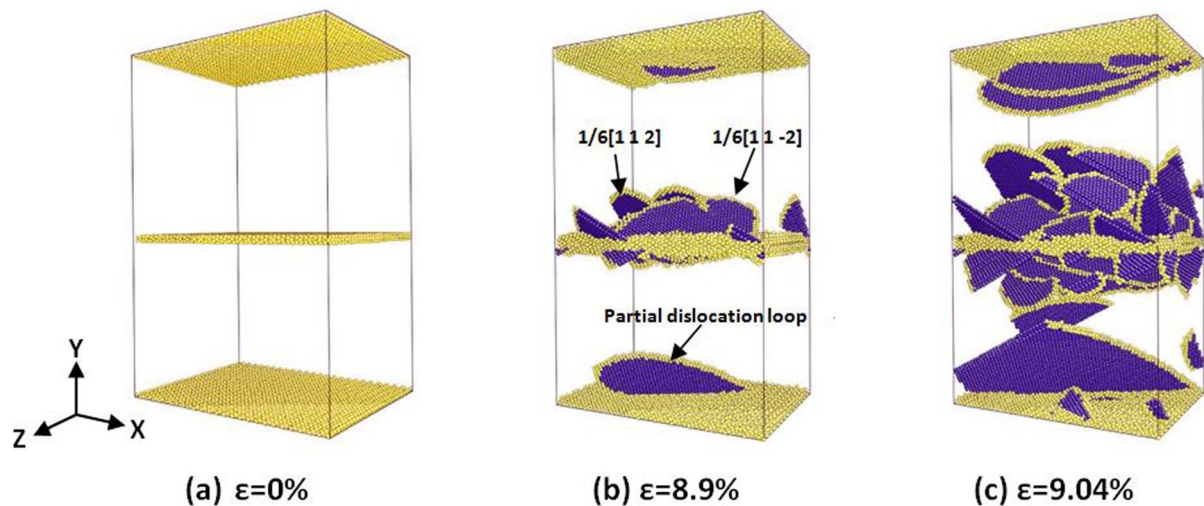 1/6[1 1 2]
1/6[1 1 -2]
Partial dislocation loop
Y
Z
X
(a) ε=0%
(b) ε=8.9%
(c) ε=9.04%